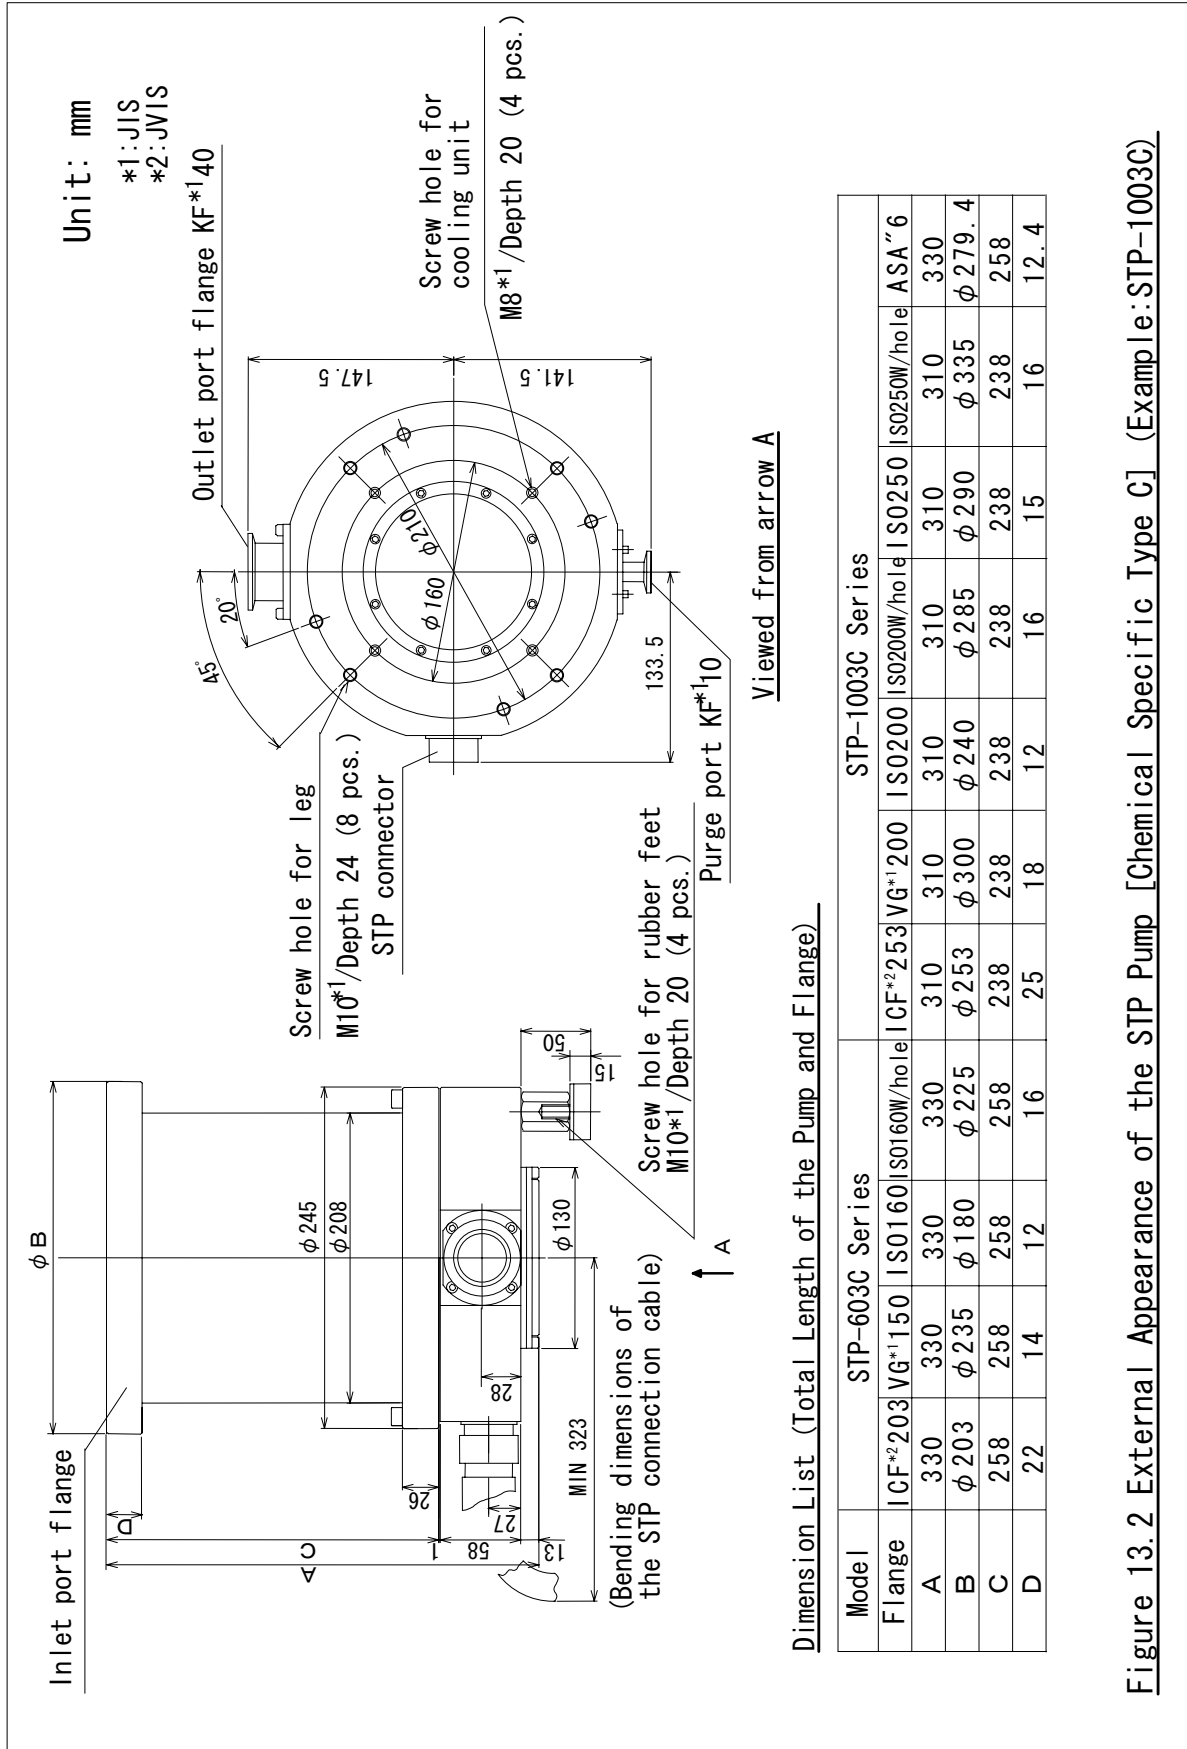 Unit: mm
*1:JIS
*2:JVIS
Inlet port flange
φB
D
C
A
26
1
58
13
27
28
φ245
φ208
φ130
50
15
MIN 323
(Bending dimensions of
the STP connection cable)
A
Screw hole for leg
M10*1/Depth 24 (8 pcs.)
STP connector
Screw hole for rubber feet
M10*1/Depth 20 (4 pcs.)
Purge port KF*110
Outlet port flange KF*140
Screw hole for
cooling unit
M8*1/Depth 20 (4 pcs.)
45°
20°
147.5
141.5
φ210
φ160
133.5
Viewed from arrow A
Dimension List (Total Length of the Pump and Flange)
Model STP-603C Series STP-1003C Series
Flange ICF*2203 VG*1150 ISO160 ISO160W/hole ICF*2253 VG*1200 ISO200 ISO200W/hole ISO250 ISO250W/hole ASA″6
A 330 330 330 330 310 310 310 310 310 310 330
B φ203 φ235 φ180 φ225 φ253 φ300 φ240 φ285 φ290 φ335 φ279.4
C 258 258 258 258 238 238 238 238 238 238 258
D 22 14 12 16 25 18 12 16 15 16 12.4
Figure 13.2 External Appearance of the STP Pump [Chemical Specific Type C] (Example:STP-1003C)